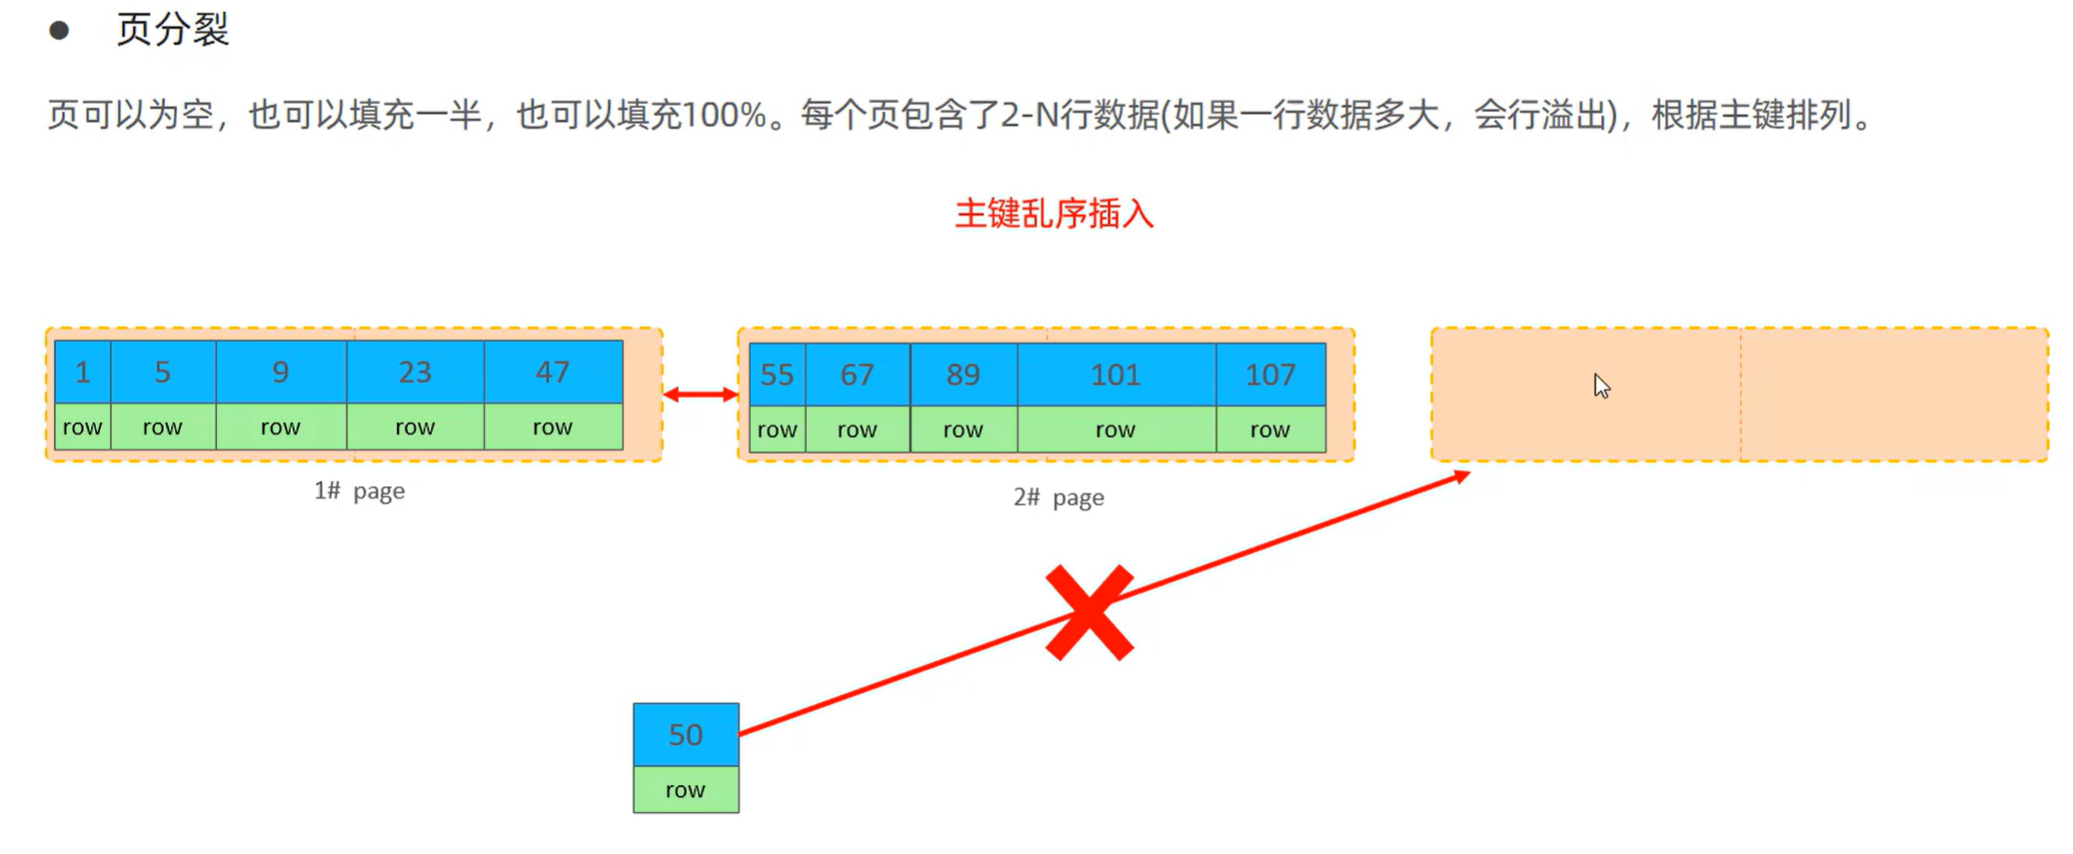 ● 页分裂
页可以为空，也可以填充一半，也可以填充100%。每个页包含了2-N行数据(如果一行数据多大，会行溢出)，根据主键排列。
主键乱序插入
1 5 9 23 47
row row row row row
55 67 89 101 107
row row row row row
1# page
2# page
50
row